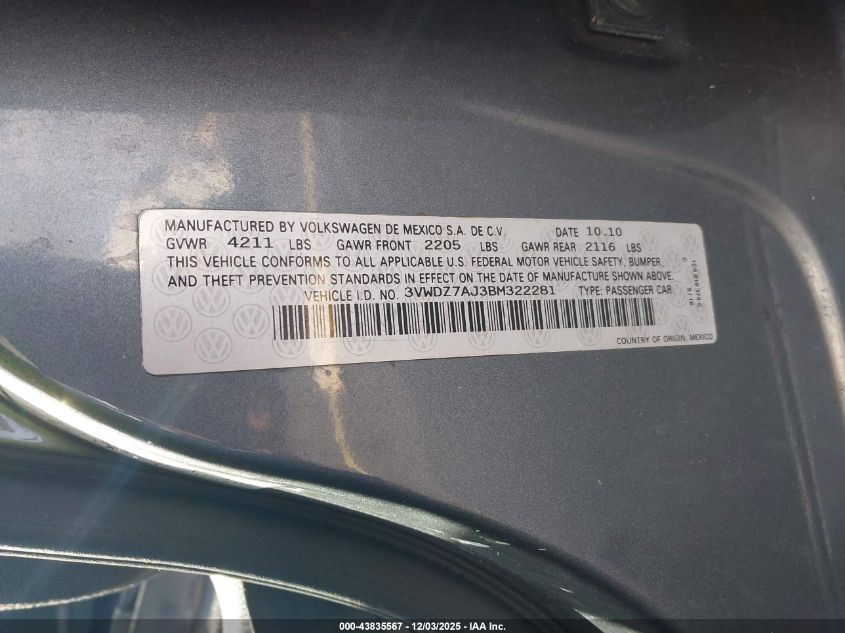 MANUFACTURED BY VOLKSWAGEN DE MEXICO S.A. DE C.V. DATE 10.10
GVWR 4211 LBS GAWR FRONT 2205 LBS GAWR REAR 2116 LBS
THIS VEHICLE CONFORMS TO ALL APPLICABLE U.S. FEDERAL MOTOR VEHICLE SAFETY, BUMPER,
AND THEFT PREVENTION STANDARDS IN EFFECT ON THE DATE OF MANUFACTURE SHOWN ABOVE.
VEHICLE I.D. NO. 3VWDZ7AJ3BM322281 TYPE: PASSENGER CAR
COUNTRY OF ORIGIN: MEXICO
000-43835567 - 12/03/2025 - IAA Inc.